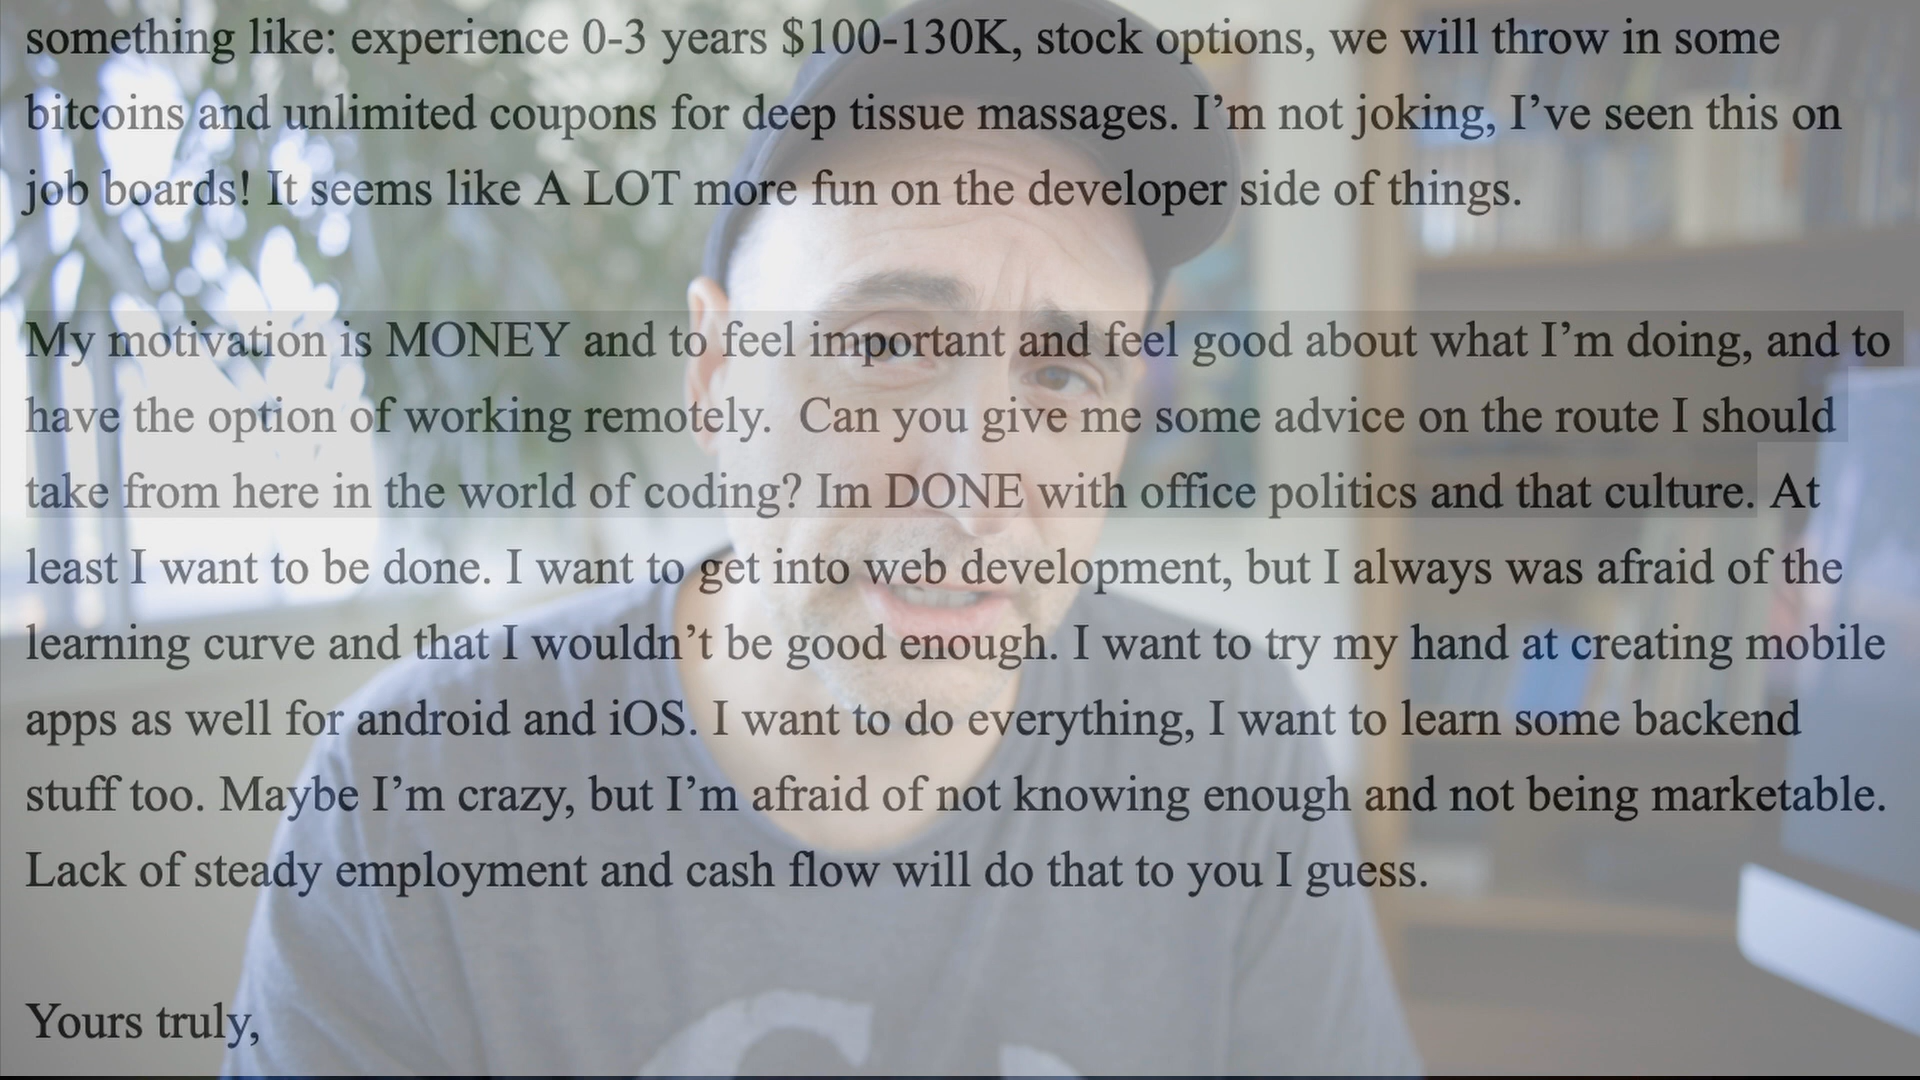 something like: experience 0-3 years $100-130K, stock options, we will throw in some
bitcoins and unlimited coupons for deep tissue massages. I’m not joking, I’ve seen this on
job boards! It seems like A LOT more fun on the developer side of things.
My motivation is MONEY and to feel important and feel good about what I’m doing, and to
have the option of working remotely.  Can you give me some advice on the route I should
take from here in the world of coding? Im DONE with office politics and that culture. At
least I want to be done. I want to get into web development, but I always was afraid of the
learning curve and that I wouldn’t be good enough. I want to try my hand at creating mobile
apps as well for android and iOS. I want to do everything, I want to learn some backend
stuff too. Maybe I’m crazy, but I’m afraid of not knowing enough and not being marketable.
Lack of steady employment and cash flow will do that to you I guess.
Yours truly,